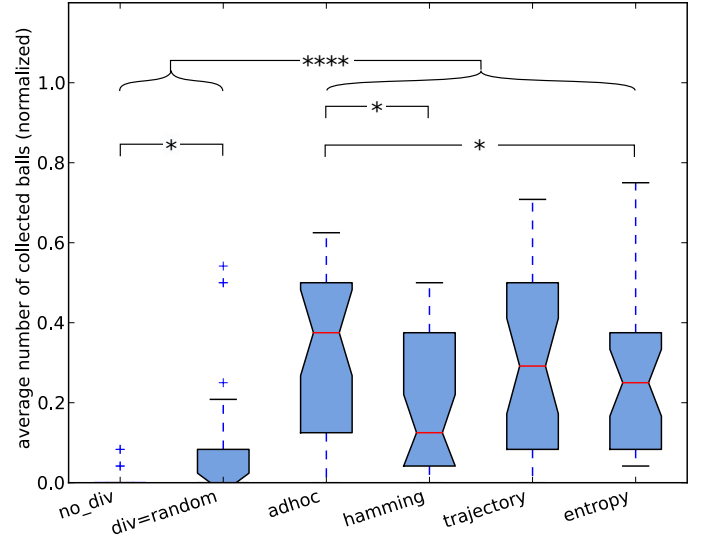 ****
1.0
*
*
*
0.8
0.6
0.4
0.2
0.0
average number of collected balls (normalized)
no_div
div=random
adhoc
hamming
trajectory
entropy